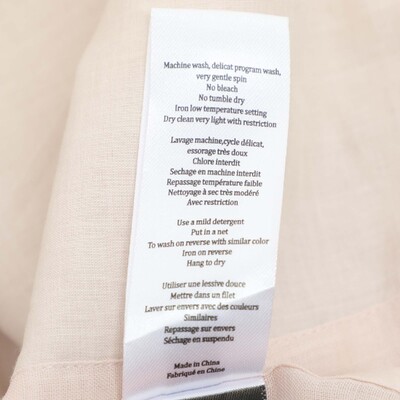 Machine wash, delicat program wash,
very gentle spin
No bleach
No tumble dry
Iron low temperature setting
Dry clean very light with restriction
Lavage machine,cycle délicat,
essorage très doux
Chlore interdit
Sechage en machine interdit
Repassage température faible
Nettoyage à sec très modéré
Avec restriction
Use a mild detergent
Put in a net
To wash on reverse with similar color
Iron on reverse
Hang to dry
Utiliser une lessive douce
Mettre dans un filet
Laver sur envers avec des couleurs
Similaires
Repassage sur envers
Séchage en suspendu
Made in China
Fabriqué en Chine